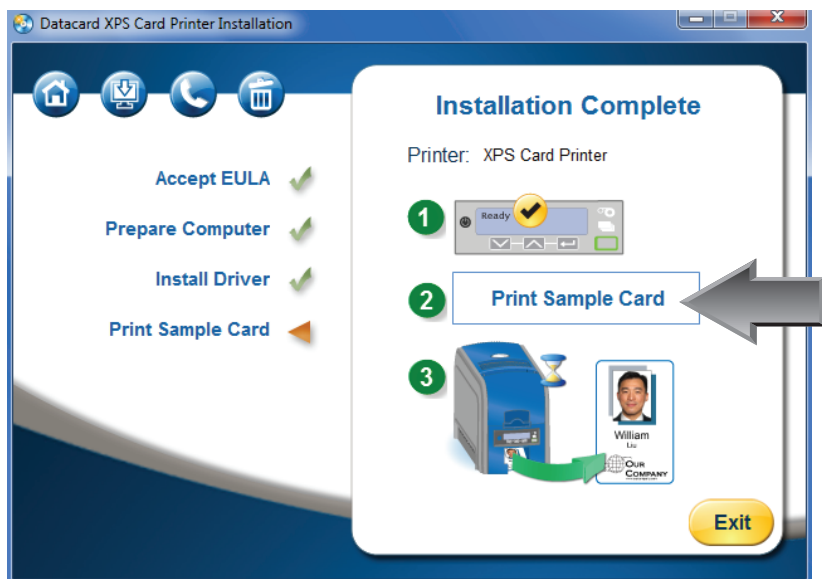 Datacard XPS Card Printer Installation
Installation Complete
Printer: XPS Card Printer
Accept EULA
Prepare Computer
Install Driver
Print Sample Card
1
Ready
2
Print Sample Card
3
William
Liu
OUR
COMPANY
Exit